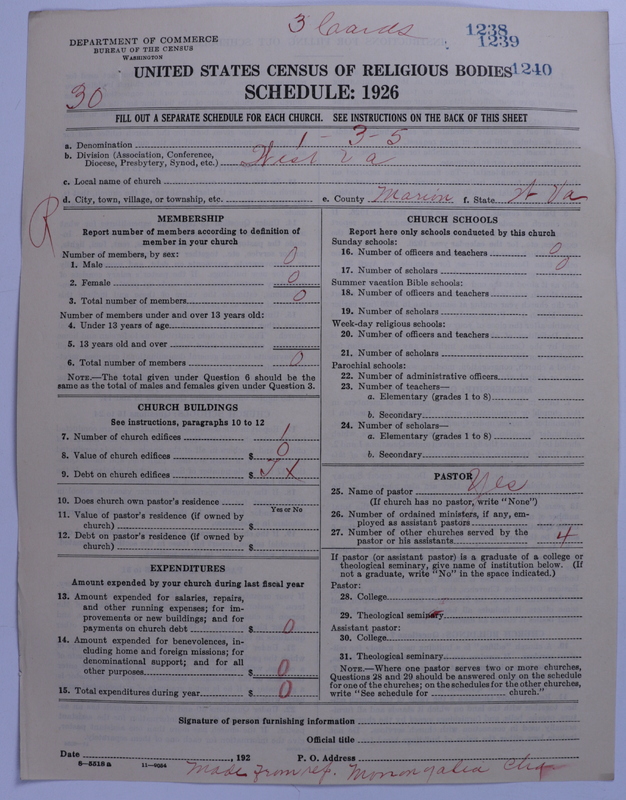 3 Cards
1238
1239
1240
DEPARTMENT OF COMMERCE
BUREAU OF THE CENSUS
WASHINGTON
UNITED STATES CENSUS OF RELIGIOUS BODIES
SCHEDULE: 1926
30
FILL OUT A SEPARATE SCHEDULE FOR EACH CHURCH. SEE INSTRUCTIONS ON THE BACK OF THIS SHEET
a. Denomination 1-3-5
b. Division (Association, Conference, Diocese, Presbytery, Synod, etc.) West Va
c. Local name of church
d. City, town, village, or township, etc. e. County Marion f. State W Va
R
MEMBERSHIP
Report number of members according to definition of
member in your church
Number of members, by sex:
1. Male 0
2. Female 0
3. Total number of members 0
Number of members under and over 13 years old:
4. Under 13 years of age
5. 13 years old and over
6. Total number of members 0
NOTE.—The total given under Question 6 should be the
same as the total of males and females given under Question 3.
CHURCH BUILDINGS
See instructions, paragraphs 10 to 12
7. Number of church edifices 1
8. Value of church edifices $ 0
9. Debt on church edifices $
10. Does church own pastor's residence
Yes or No
11. Value of pastor's residence (if owned by
church) $
12. Debt on pastor's residence (if owned by
church) $
EXPENDITURES
Amount expended by your church during last fiscal year
13. Amount expended for salaries, repairs,
and other running expenses; for im-
provements or new buildings; and for
payments on church debt $ 0
14. Amount expended for benevolences, in-
cluding home and foreign missions; for
denominational support; and for all
other purposes $ 0
15. Total expenditures during year $ 0
CHURCH SCHOOLS
Report here only schools conducted by this church
Sunday schools:
16. Number of officers and teachers 0
17. Number of scholars 0
Summer vacation Bible schools:
18. Number of officers and teachers
19. Number of scholars
Week-day religious schools:
20. Number of officers and teachers
21. Number of scholars
Parochial schools:
22. Number of administrative officers
23. Number of teachers—
a. Elementary (grades 1 to 8)
b. Secondary
24. Number of scholars—
a. Elementary (grades 1 to 8)
b. Secondary
PASTOR
25. Name of pastor Yes
(If church has no pastor, write "None")
26. Number of ordained ministers, if any, em-
ployed as assistant pastors
27. Number of other churches served by the
pastor or his assistants 4
If pastor (or assistant pastor) is a graduate of a college or
theological seminary, give name of institution below. (If
not a graduate, write "No" in the space indicated.)
Pastor:
28. College
29. Theological seminary
Assistant pastor:
30. College
31. Theological seminary
NOTE.—Where one pastor serves two or more churches,
Questions 28 and 29 should be answered only on the schedule
for one of the churches; on the schedules for the other churches,
write "See schedule for church."
Signature of person furnishing information
Official title
Date , 192 P. O. Address
8—5518a 11—9054
Made from rep. Monongalia